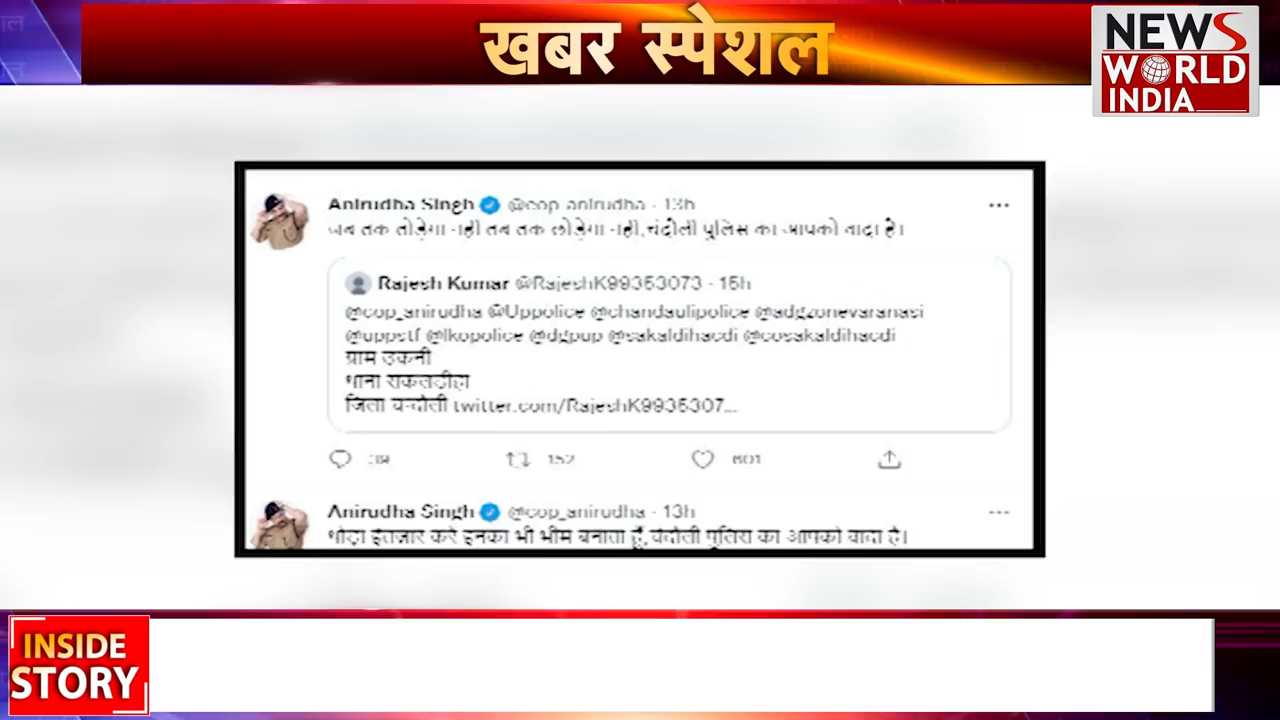 खबर स्पेशल
NEWS
WORLD
INDIA
Anirudha Singh @cop_anirudha · 13h
जब तक तोड़ेगा नही तब तक छोड़ेगा नही,चंदौली पुलिस का आपको वादा है।
Rajesh Kumar @RajeshK99353073 · 15h
@cop_anirudha @Uppolice @chandaulipolice @adgzonevaranasi
@uppstf @lkopolice @dgpup @sakaldihacdi @cosakaldihacdi
ग्राम उकनी
थाना सकलडीहा
जिला चन्दौली twitter.com/RajeshK9935307...
152 601
Anirudha Singh @cop_anirudha · 13h
थोड़ा इंतज़ार करे इनका भी भीम बनाता हूँ,चंदौली पुलिस का आपको वादा है।
INSIDE
STORY